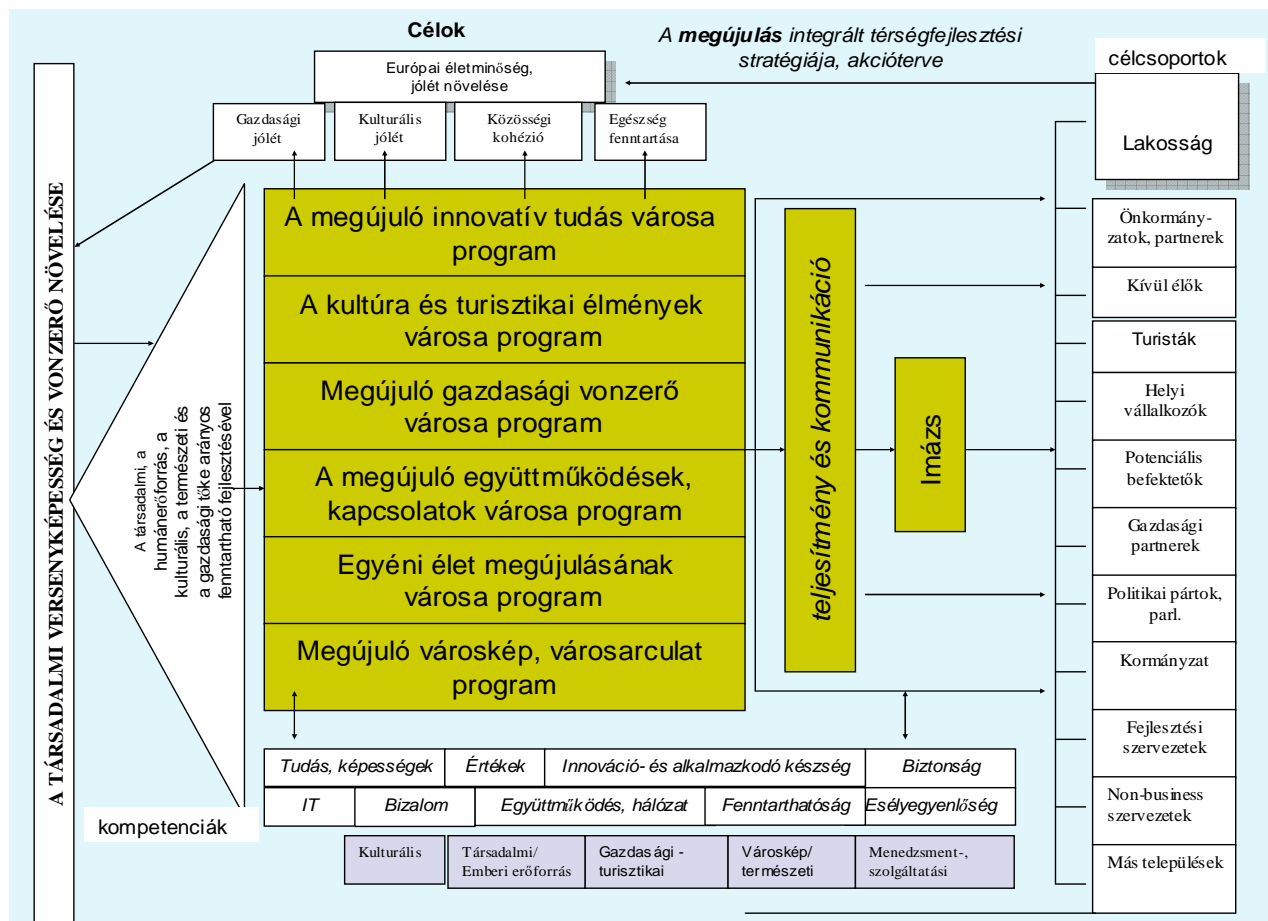 Célok
A megújulás integrált térségfejlesztési
stratégiája, akcióterve
célcsoportok
Európai életminőség,
jólét növelése
Gazdasági
jólét
Kulturális
jólét
Közösségi
kohézió
Egészség
fenntartása
Lakosság
A TÁRSADALMI VERSENYKÉPESSÉG ÉS VONZERŐ NÖVELÉSE
A társadalmi, a
humánerőforrás, a
kulturális, a természeti és
a gazdasági tőke arányos
fenntartható fejlesztésével
A megújuló innovatív tudás városa
program
A kultúra és turisztikai élmények
városa program
Megújuló gazdasági vonzerő
városa program
A megújuló együttműködések,
kapcsolatok városa program
Egyéni élet megújulásának
városa program
Megújuló városkép, városarculat
program
teljesítmény és kommunikáció
Imázs
Önkormány-
zatok, partnerek
Kívül élők
Turisták
Helyi
vállalkozók
Potenciális
befektetők
Gazdasági
partnerek
Politikai pártok,
parl.
Kormányzat
Fejlesztési
szervezetek
Non-business
szervezetek
Más települések
kompetenciák
Tudás, képességek
Értékek
Innováció- és alkalmazkodó készség
Biztonság
IT
Bizalom
Együttműködés, hálózat
Fenntarthatóság
Esélyegyenlőség
Kulturális
Társadalmi/
Emberi erőforrás
Gazdasági -
turisztikai
Városkép/
természeti
Menedzsment-,
szolgáltatási